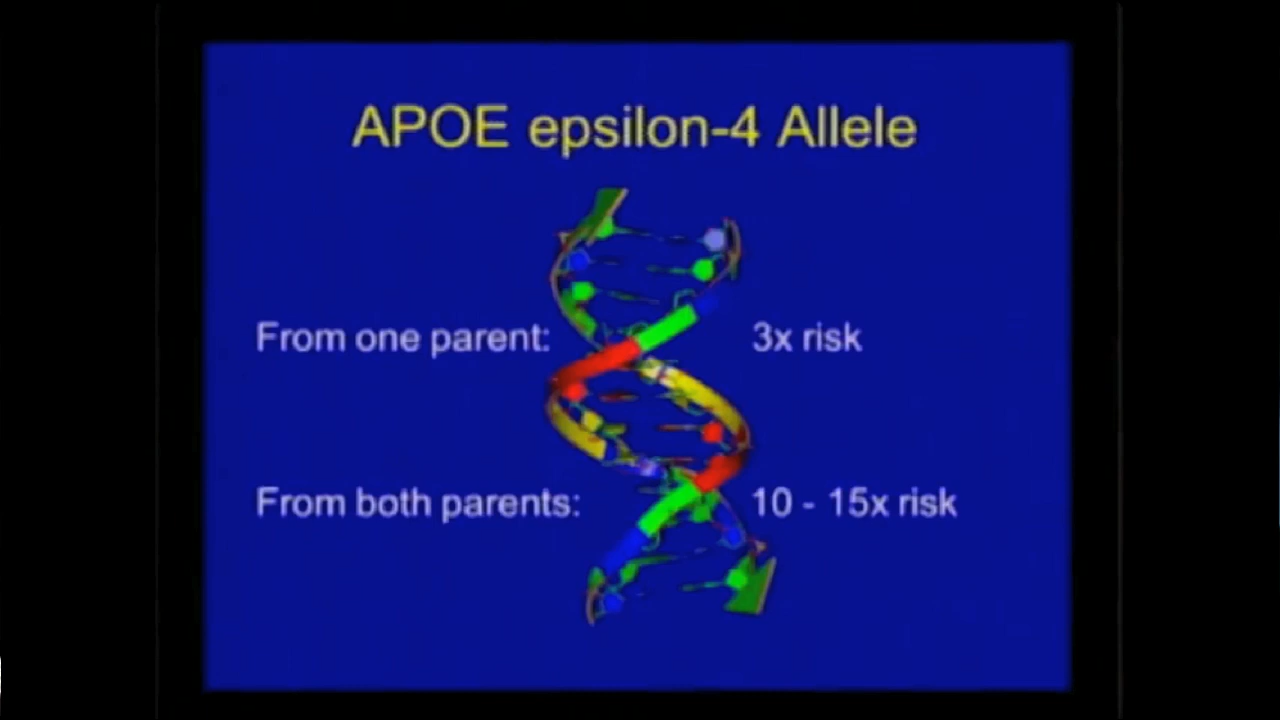 APOE epsilon-4 Allele
From one parent: 3x risk
From both parents: 10 - 15x risk